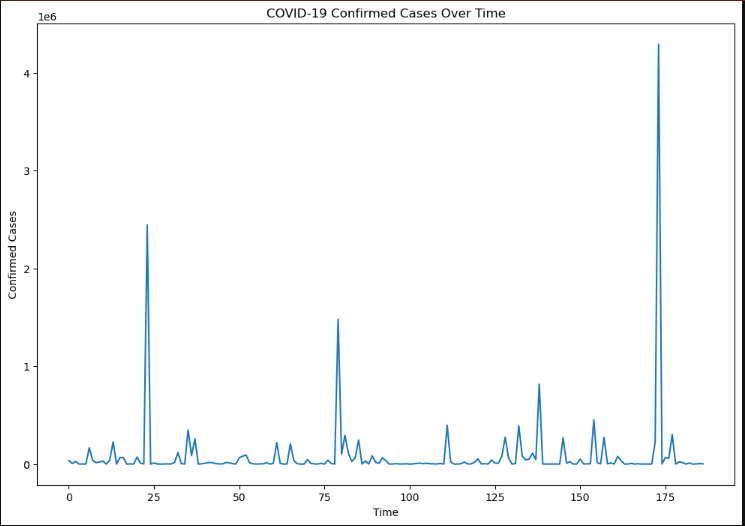 COVID-19 Confirmed Cases Over Time
1e6
4
3
2
1
0
Confirmed Cases
0 25 50 75 100 125 150 175
Time